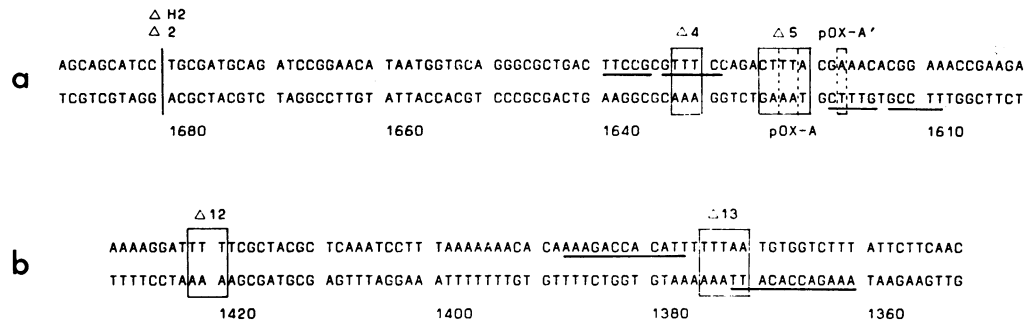 △ H2
△ 2 △4 △5 pOX-A'
a
AGCAGCATCC TGCGATGCAG ATCCGGAACA TAATGGTGCA GGGCGCTGAC TTCCGCGTTT CCAGACTTTA CGAAACACGG AAACCGAAGA
TCGTCGTAGG ACGCTACGTC TAGGCCTTGT ATTACCACGT CCCGCGACTG AAGGCGCAAA GGTCTGAAAT GCTTTGTGCC TTTGGCTTCT
1680 1660 1640 pOX-A 1610
△12 △13
b
AAAAGGATTT TTCGCTACGC TCAAATCCTT TAAAAAAACA CAAAAGACCA CATTTTTTAA TGTGGTCTTT ATTCTTCAAC
TTTTCCTAAA AAGCGATGCG AGTTTAGGAA ATTTTTTTGT GTTTTCTGGT GTAAAAAATT ACACCAGAAA TAAGAAGTTG
1420 1400 1380 1360